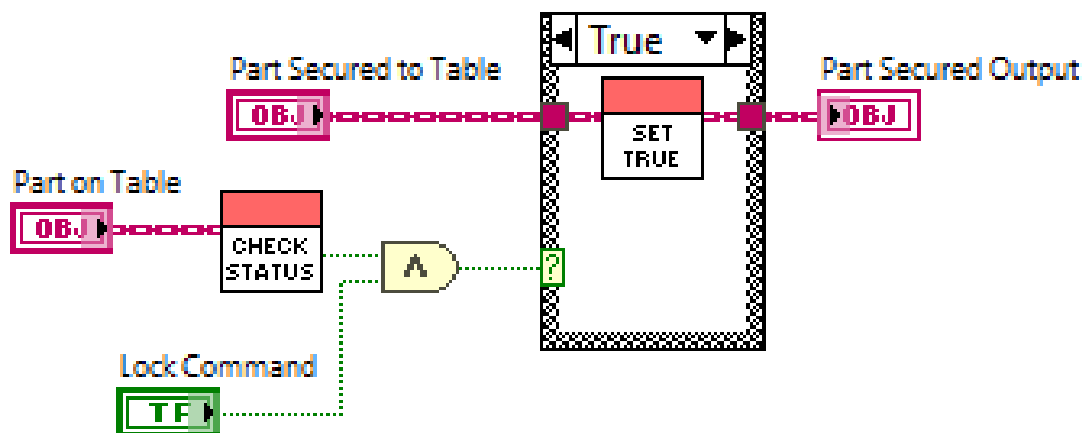 True
Part Secured to Table
Part Secured Output
OBJ
OBJ
SET
TRUE
Part on Table
OBJ
CHECK
STATUS
Λ
?
Lock Command
TF